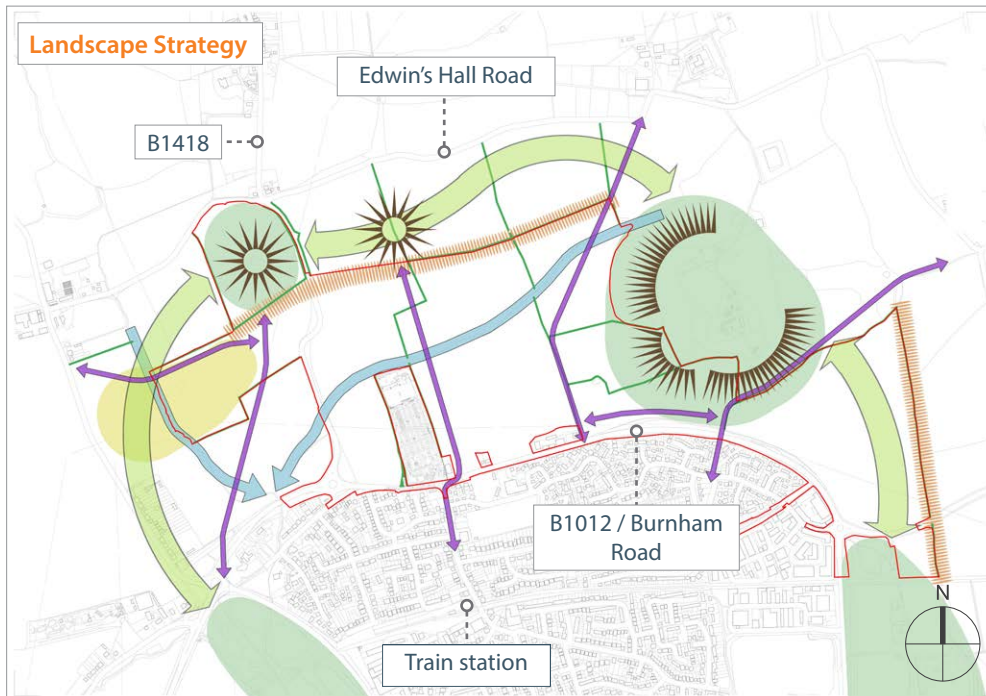 Landscape Strategy
Edwin's Hall Road
B1418
B1012 / Burnham
Road
N
Train station